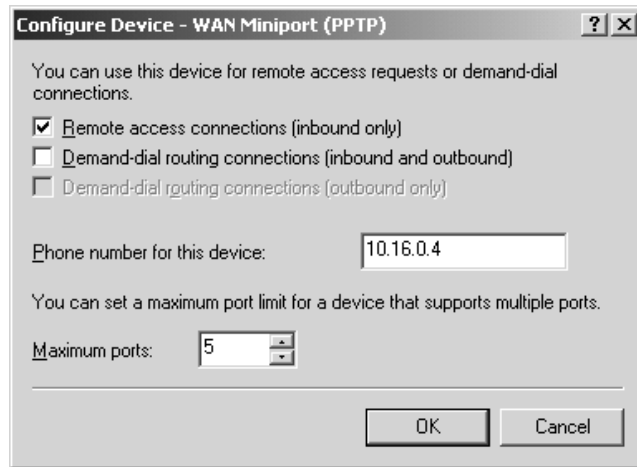 Configure Device - WAN Miniport (PPTP)
You can use this device for remote access requests or demand-dial
connections.
Remote access connections (inbound only)
Demand-dial routing connections (inbound and outbound)
Demand-dial routing connections (outbound only)
Phone number for this device: 10.16.0.4
You can set a maximum port limit for a device that supports multiple ports.
Maximum ports: 5
OK Cancel